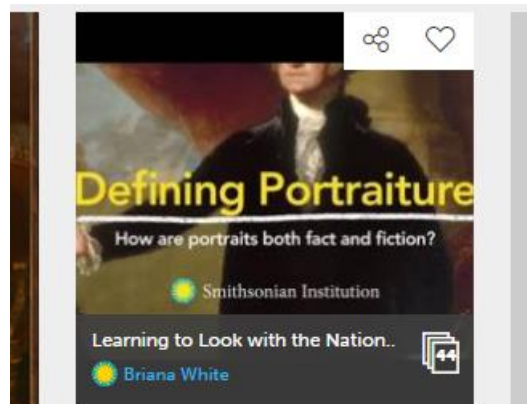 Defining Portraiture
How are portraits both fact and fiction?
Smithsonian Institution
Learning to Look with the Nation..
44
Briana White